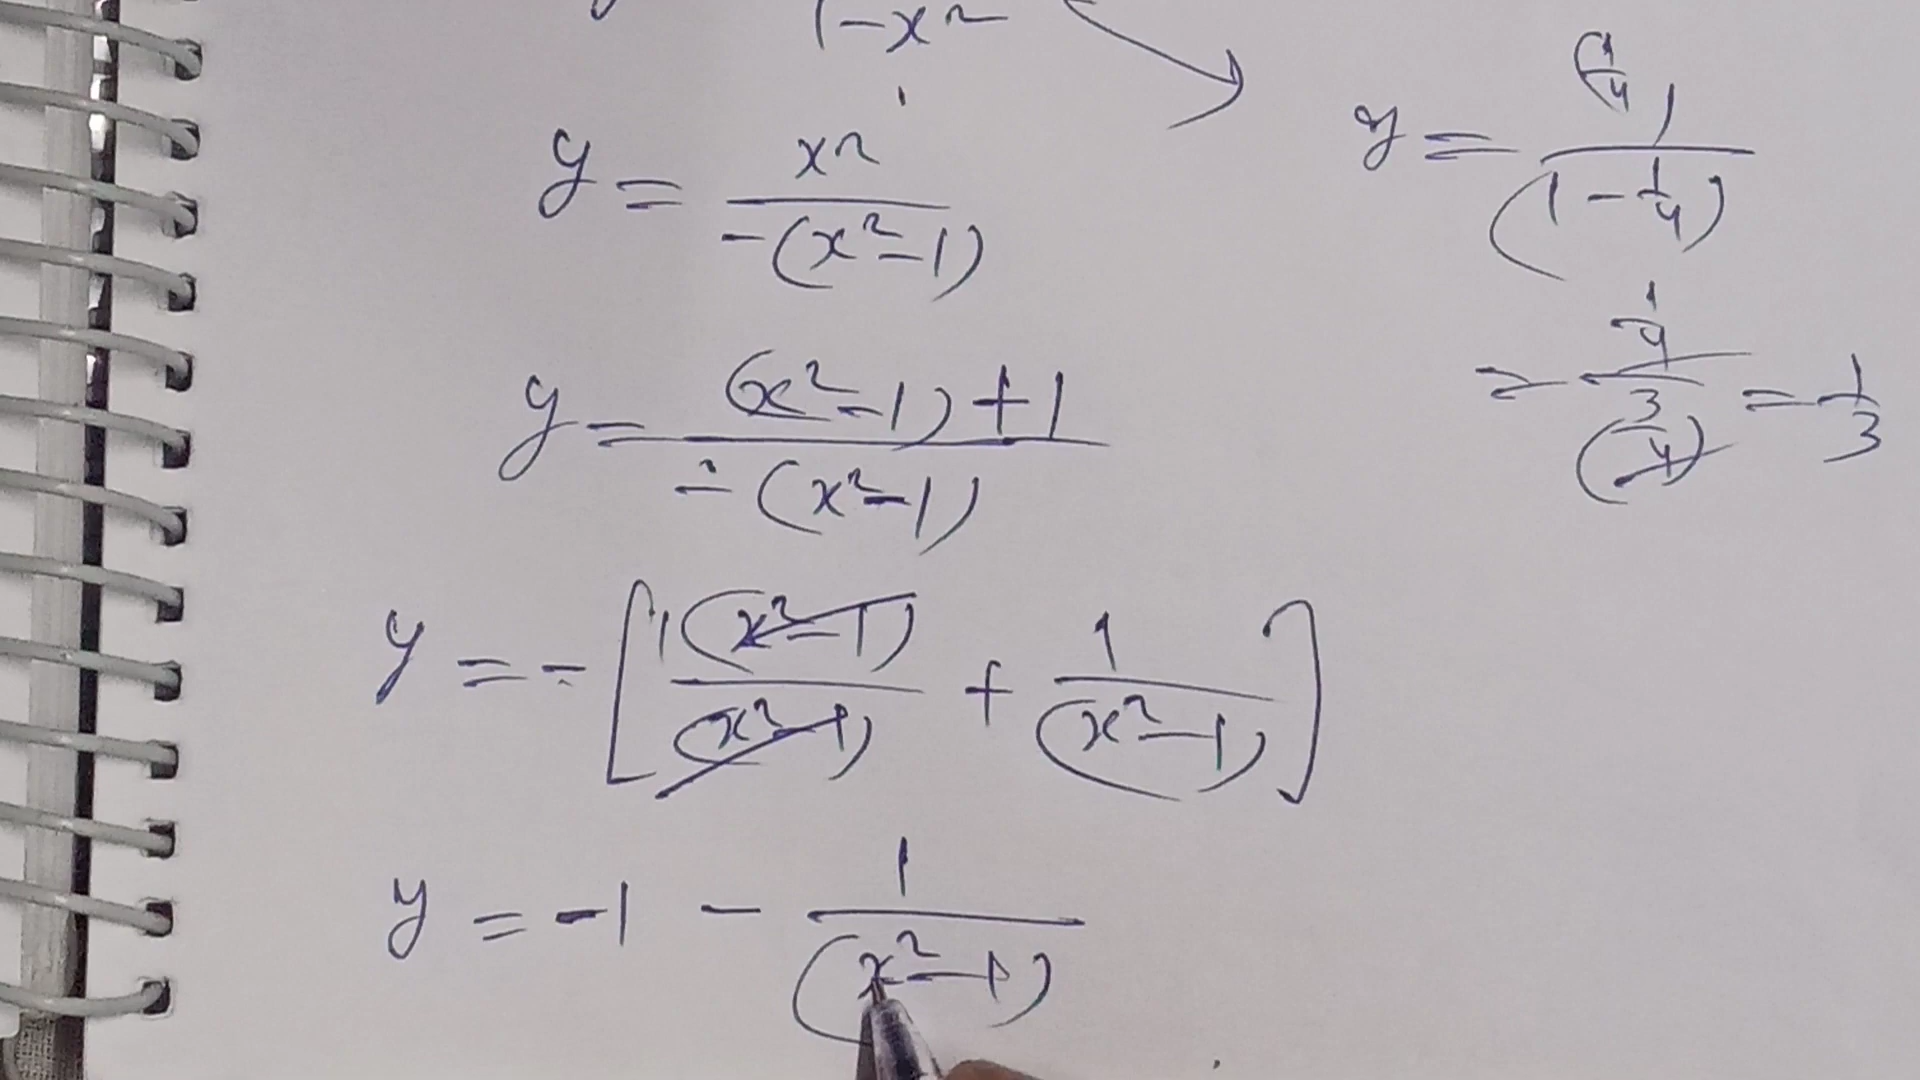 1-x²
y = x² / -(x²-1)
y = (x²-1)+1 / -(x²-1)
y = -[1(x²-1)/(x²-1) + 1/(x²-1)]
y = -1 - 1/(x²-1)
y = (1/4) / (1-1/4)
= (1/4) / (3/4) = 1/3